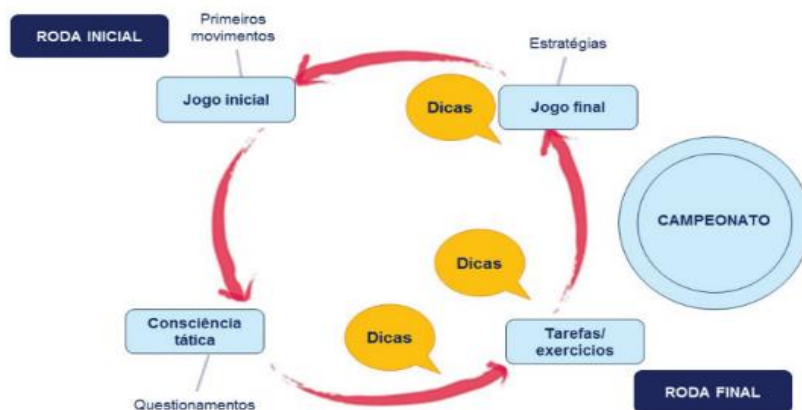 RODA INICIAL
Primeiros
movimentos
Jogo inicial
Estratégias
Dicas
Jogo final
CAMPEONATO
Dicas
Consciência
tática
Dicas
Tarefas/
exercícios
Questionamentos
RODA FINAL